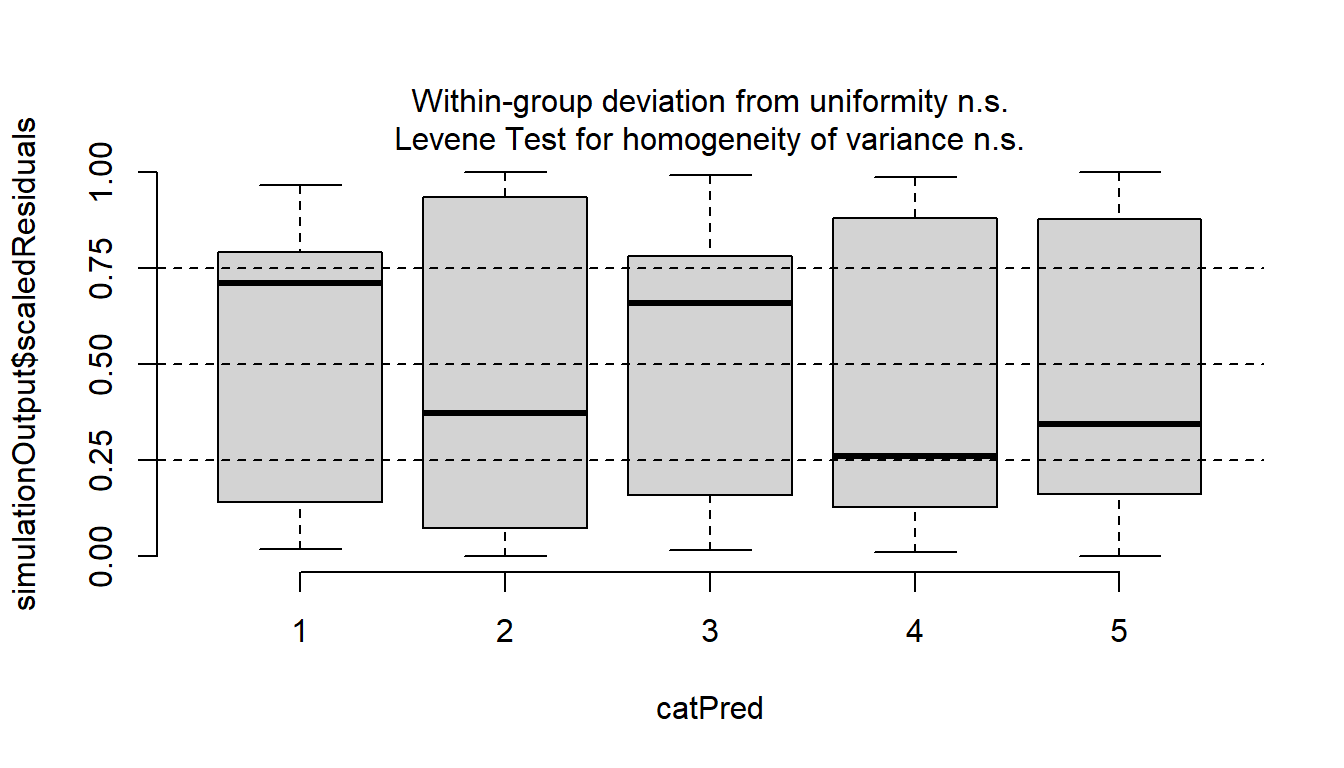 Within-group deviation from uniformity n.s.
Levene Test for homogeneity of variance n.s.
simulationOutput$scaledResiduals
1.00
0.75
0.50
0.25
0.00
1 2 3 4 5
catPred